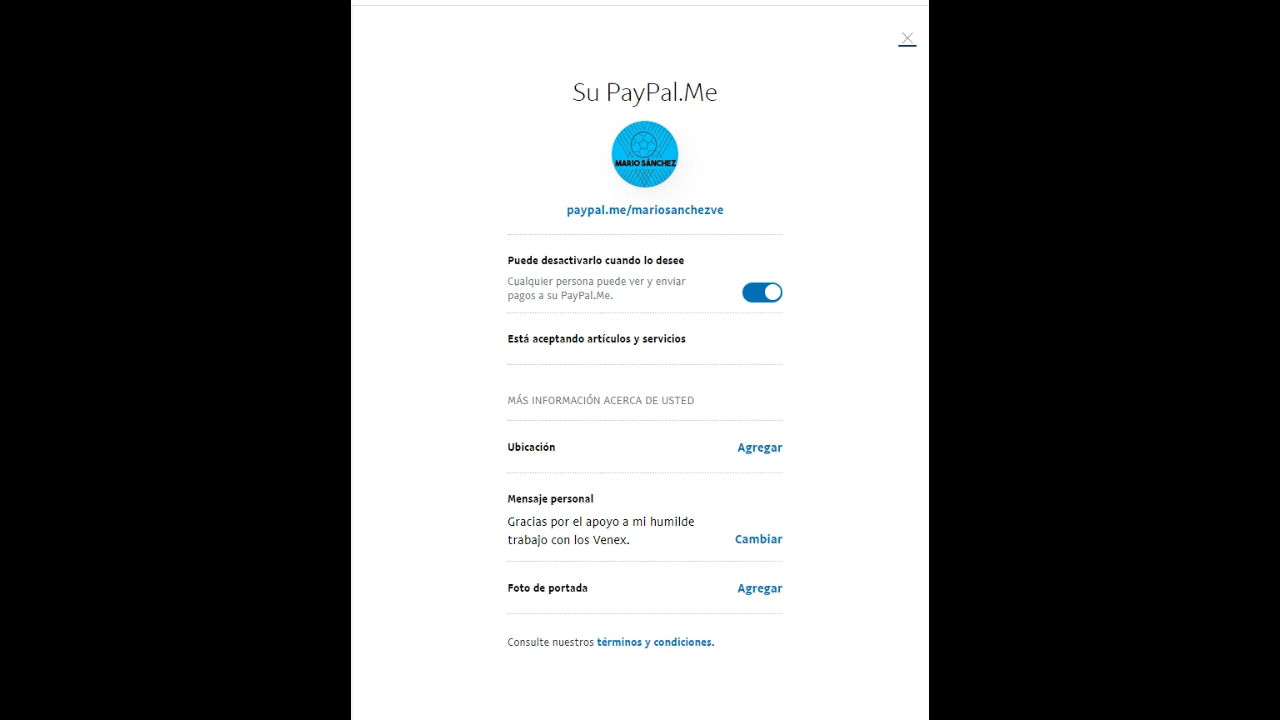 Su PayPal.Me
MARIO SÁNCHEZ
paypal.me/mariosanchezve
Puede desactivarlo cuando lo desee
Cualquier persona puede ver y enviar
pagos a su PayPal.Me.
Está aceptando artículos y servicios
MÁS INFORMACIÓN ACERCA DE USTED
Ubicación Agregar
Mensaje personal
Gracias por el apoyo a mi humilde
trabajo con los Venex. Cambiar
Foto de portada Agregar
Consulte nuestros términos y condiciones.